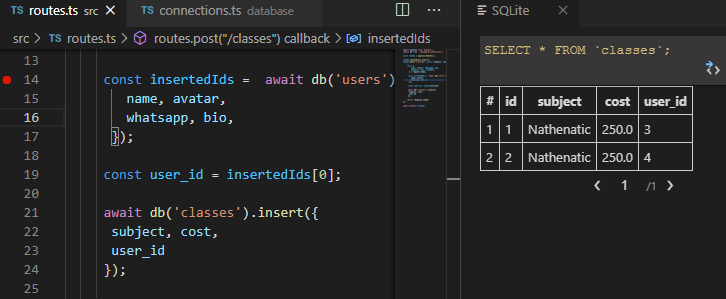 routes.ts src × connections.ts database ···
src > routes.ts > routes.post("/classes") callback > insertedIds
13
14 const insertedIds = await db('users')
15 name, avatar,
16 whatsapp, bio,
17 });
18
19 const user_id = insertedIds[0];
20
21 await db('classes').insert({
22 subject, cost,
23 user_id
24 });
25
SQLite ×
SELECT * FROM `classes`;
# id subject cost user_id
1 1 Nathenatic 250.0 3
2 2 Nathenatic 250.0 4
< 1 /1 >